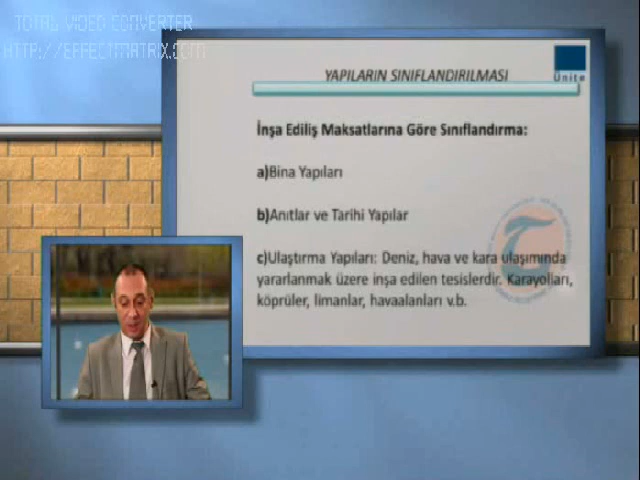 TOTAL VIDEO CONVERTER
HTTP://EFFECTMATRIX.COM
YAPILARIN SINIFLANDIRILMASI
Ünite
İnşa Ediliş Maksatlarına Göre Sınıflandırma:
a)Bina Yapıları
b)Anıtlar ve Tarihi Yapılar
c)Ulaştırma Yapıları: Deniz, hava ve kara ulaşımında
yararlanmak üzere inşa edilen tesislerdir. Karayolları,
köprüler, limanlar, havaalanları v.b.